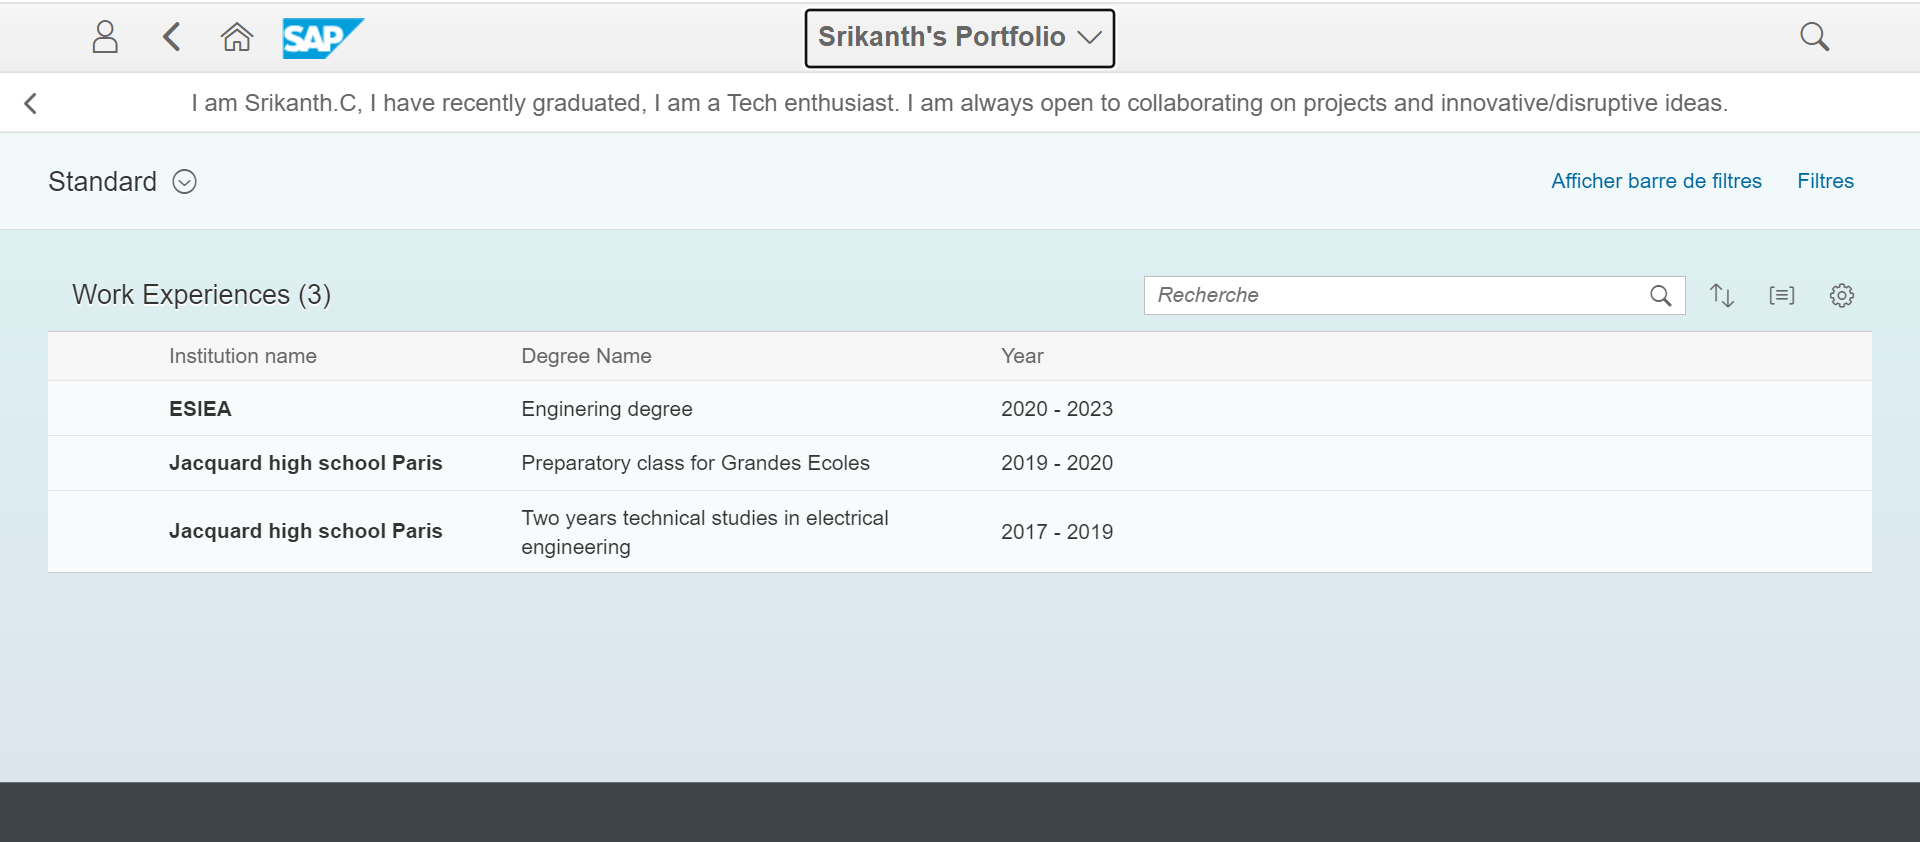 SAP
Srikanth's Portfolio
I am Srikanth.C, I have recently graduated, I am a Tech enthusiast. I am always open to collaborating on projects and innovative/disruptive ideas.
Standard
Afficher barre de filtres
Filtres
Work Experiences (3)
Recherche
Institution name Degree Name Year
ESIEA Enginering degree 2020 - 2023
Jacquard high school Paris Preparatory class for Grandes Ecoles 2019 - 2020
Jacquard high school Paris Two years technical studies in electrical 2017 - 2019
engineering